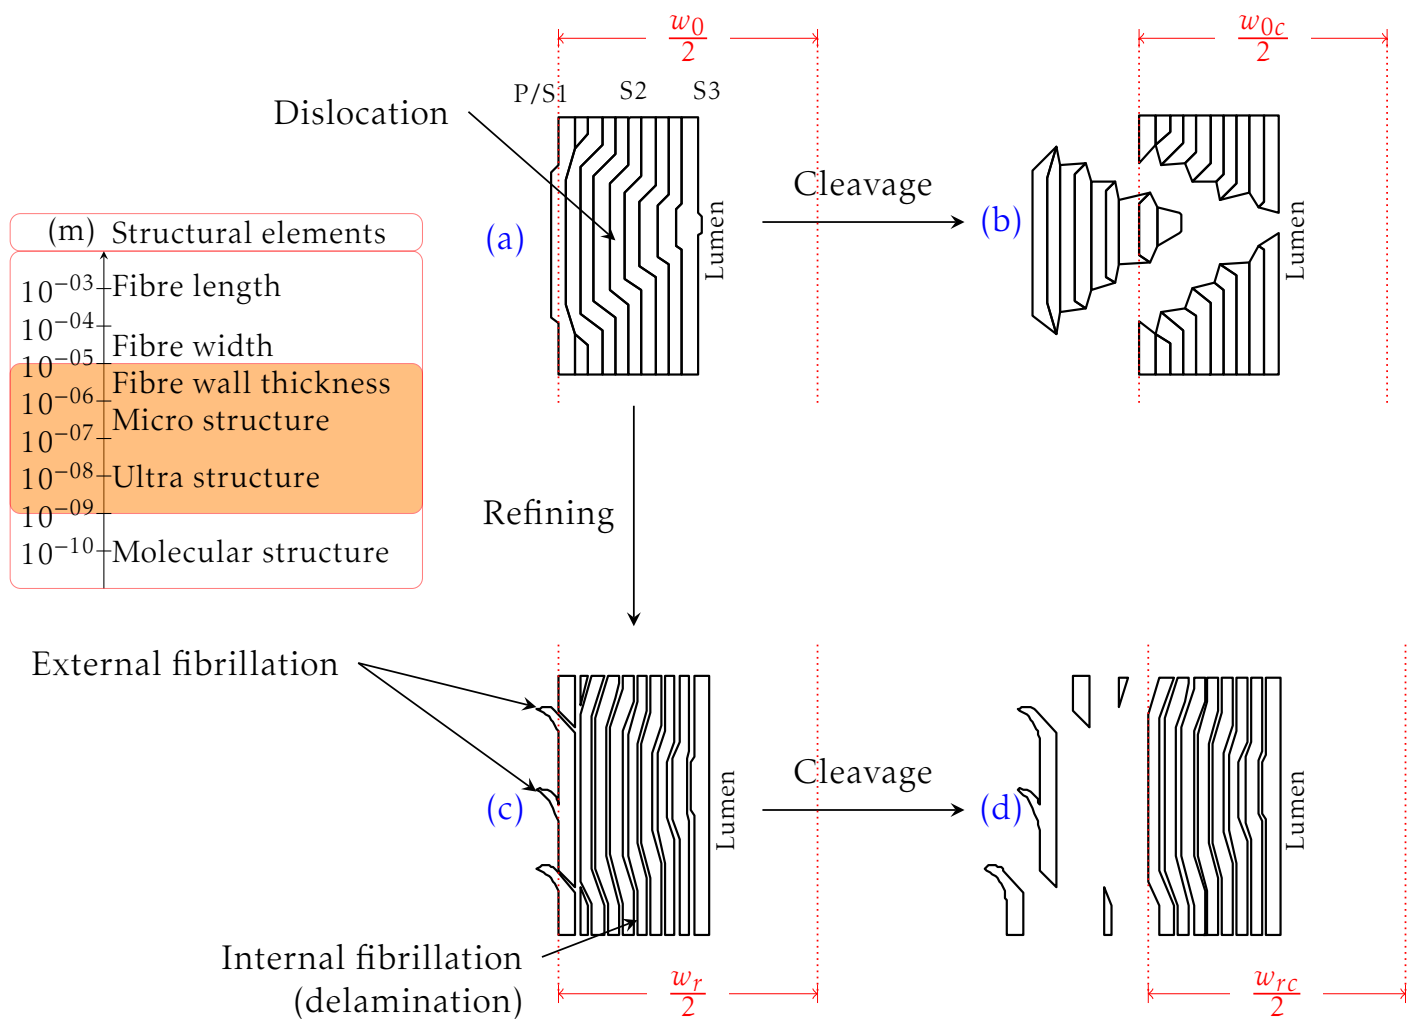 w0
2
w0c
2
P/S1 S2 S3
Dislocation
Cleavage
(a)
Lumen
(b)
Lumen
(m) Structural elements
10−03 Fibre length
10−04
Fibre width
10−05
Fibre wall thickness
10−06
Micro structure
10−07
10−08 Ultra structure
10−09
10−10 Molecular structure
Refining
External fibrillation
Cleavage
(c)
Lumen
(d)
Lumen
Internal fibrillation
(delamination)
wr
2
wrc
2